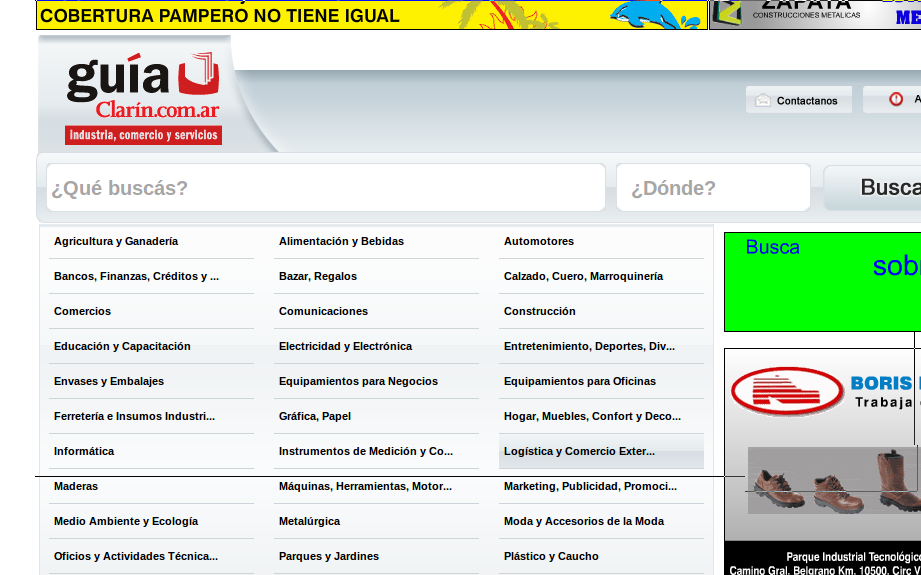 COBERTURA PAMPERO NO TIENE IGUAL
ZAPATA
CONSTRUCCIONES METALICAS
ME
guía
Clarín.com.ar
industria, comercio y servicios
Contactanos
A
¿Qué buscás?
¿Dónde?
Busca
Agricultura y Ganadería
Alimentación y Bebidas
Automotores
Busca
sob
Bancos, Finanzas, Créditos y ...
Bazar, Regalos
Calzado, Cuero, Marroquinería
Comercios
Comunicaciones
Construcción
Educación y Capacitación
Electricidad y Electrónica
Entretenimiento, Deportes, Div...
Envases y Embalajes
Equipamientos para Negocios
Equipamientos para Oficinas
BORIS
Trabaja
Ferretería e Insumos Industri...
Gráfica, Papel
Hogar, Muebles, Confort y Deco...
Informática
Instrumentos de Medición y Co...
Logística y Comercio Exter...
Maderas
Máquinas, Herramientas, Motor...
Marketing, Publicidad, Promoci...
Medio Ambiente y Ecología
Metalúrgica
Moda y Accesorios de la Moda
Oficios y Actividades Técnica...
Parques y Jardines
Plástico y Caucho
Parque Industrial Tecnológic
Camino Gral. Belgrano Km. 10500. Circ V